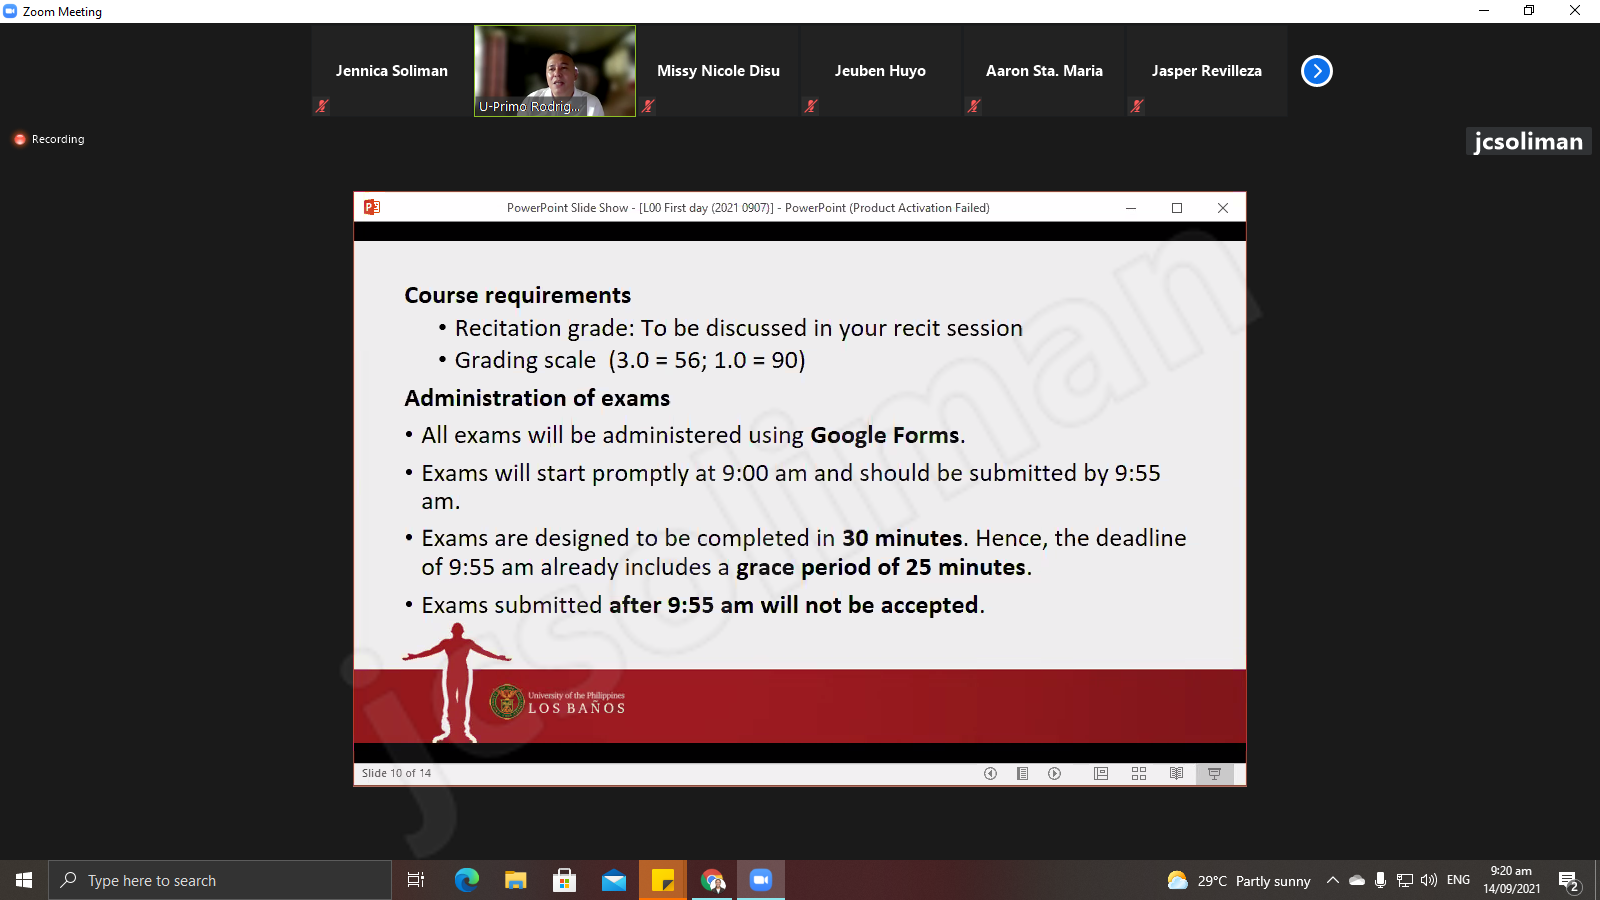 Zoom Meeting
Jennica Soliman
U-Primo Rodrig...
Missy Nicole Disu
Jeuben Huyo
Aaron Sta. Maria
Jasper Revilleza
Recording
jcsoliman
PowerPoint Slide Show - [L00 First day (2021 0907)] - PowerPoint (Product Activation Failed)
Course requirements
• Recitation grade: To be discussed in your recit session
• Grading scale (3.0 = 56; 1.0 = 90)
Administration of exams
• All exams will be administered using Google Forms.
• Exams will start promptly at 9:00 am and should be submitted by 9:55
am.
• Exams are designed to be completed in 30 minutes. Hence, the deadline
of 9:55 am already includes a grace period of 25 minutes.
• Exams submitted after 9:55 am will not be accepted.
jcsoliman
University of the Philippines
LOS BAÑOS
Slide 10 of 14
Type here to search
29°C Partly sunny
ENG
9:20 am
14/09/2021
2